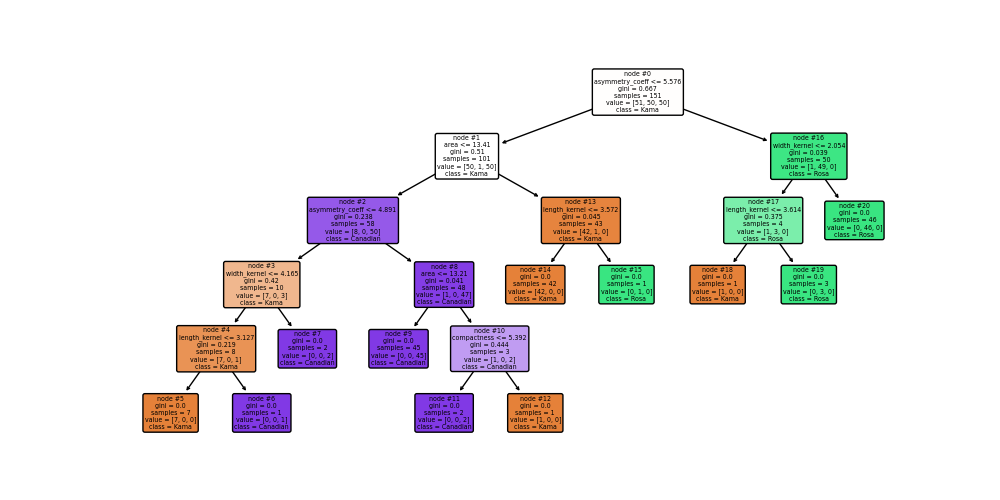 node #0
asymmetry_coeff <= 5.576
gini = 0.667
samples = 151
value = [51, 50, 50]
class = Kama
node #1
area <= 13.41
gini = 0.51
samples = 101
value = [50, 1, 50]
class = Kama
node #16
width_kernel <= 2.054
gini = 0.039
samples = 50
value = [1, 49, 0]
class = Rosa
node #2
asymmetry_coeff <= 4.891
gini = 0.238
samples = 58
value = [8, 0, 50]
class = Canadian
node #13
length_kernel <= 3.572
gini = 0.045
samples = 43
value = [42, 1, 0]
class = Kama
node #17
length_kernel <= 3.614
gini = 0.375
samples = 4
value = [1, 3, 0]
class = Rosa
node #20
gini = 0.0
samples = 46
value = [0, 46, 0]
class = Rosa
node #3
width_kernel <= 4.165
gini = 0.42
samples = 10
value = [7, 0, 3]
class = Kama
node #8
area <= 13.21
gini = 0.041
samples = 48
value = [1, 0, 47]
class = Canadian
node #14
gini = 0.0
samples = 42
value = [42, 0, 0]
class = Kama
node #15
gini = 0.0
samples = 1
value = [0, 1, 0]
class = Rosa
node #18
gini = 0.0
samples = 1
value = [1, 0, 0]
class = Kama
node #19
gini = 0.0
samples = 3
value = [0, 3, 0]
class = Rosa
node #4
length_kernel <= 3.127
gini = 0.219
samples = 8
value = [7, 0, 1]
class = Kama
node #7
gini = 0.0
samples = 2
value = [0, 0, 2]
class = Canadian
node #9
gini = 0.0
samples = 45
value = [0, 0, 45]
class = Canadian
node #10
compactness <= 5.392
gini = 0.444
samples = 3
value = [1, 0, 2]
class = Canadian
node #5
gini = 0.0
samples = 7
value = [7, 0, 0]
class = Kama
node #6
gini = 0.0
samples = 1
value = [0, 0, 1]
class = Canadian
node #11
gini = 0.0
samples = 2
value = [0, 0, 2]
class = Canadian
node #12
gini = 0.0
samples = 1
value = [1, 0, 0]
class = Kama